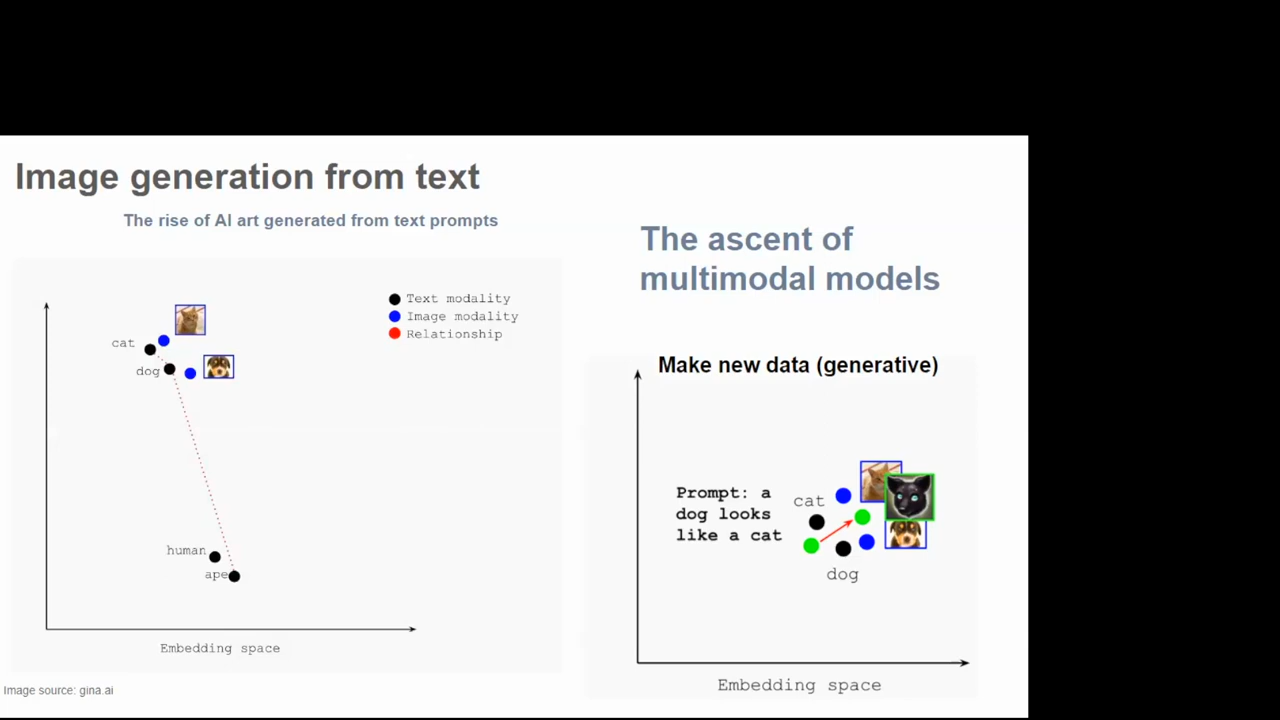 Image generation from text
The rise of AI art generated from text prompts
Text modality
Image modality
Relationship
cat
dog
human
ape
Embedding space
Image source: gina.ai
The ascent of
multimodal models
Make new data (generative)
Prompt: a
dog looks
like a cat
cat
dog
Embedding space